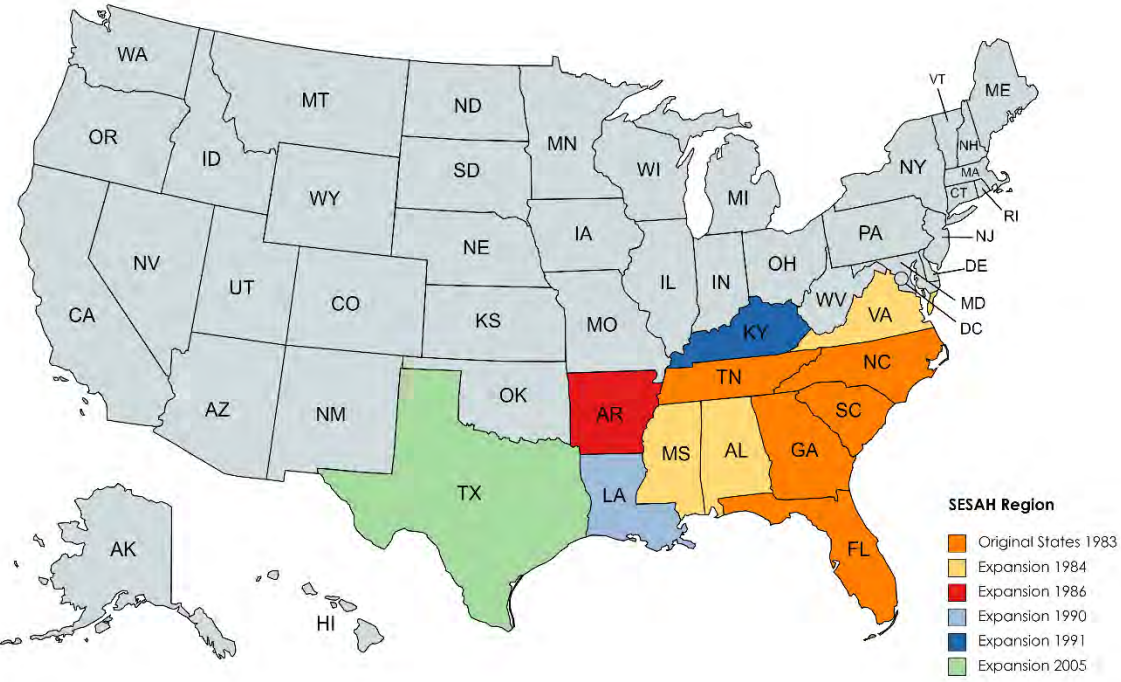 WA
MT
ND
MN
OR
ID
SD
WI
MI
WY
VT
ME
NH
NY
MA
CT
RI
IA
NE
PA
NJ
NV
UT
CO
IL
IN
OH
DE
CA
KS
MO
WV
MD
KY
VA
DC
AZ
NM
OK
TN
NC
AR
SC
MS
AL
GA
TX
LA
FL
AK
HI
SESAH Region
Original States 1983
Expansion 1984
Expansion 1986
Expansion 1990
Expansion 1991
Expansion 2005